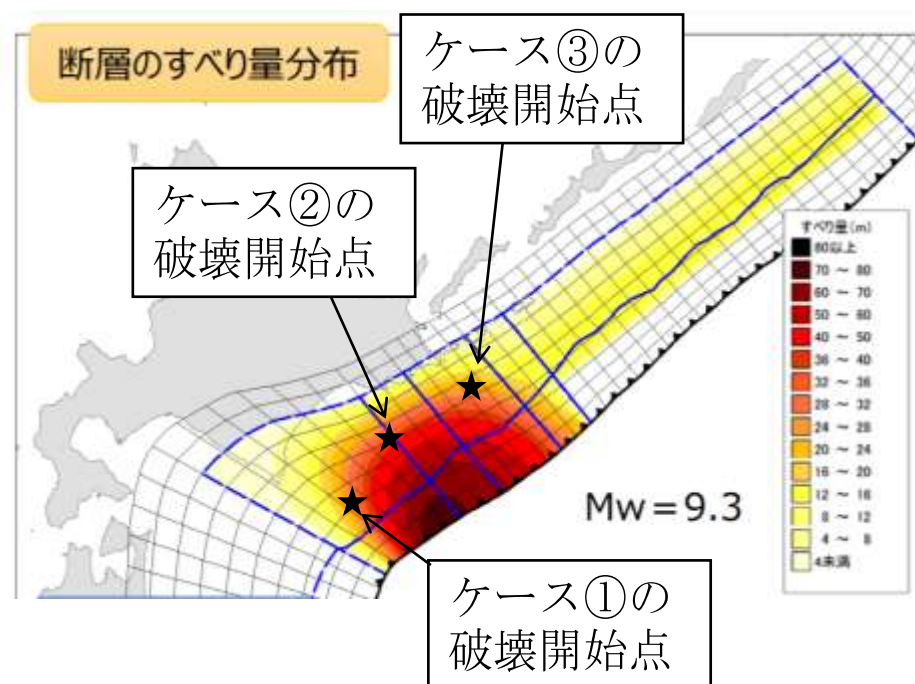 断層のすべり量分布
ケース③の
破壊開始点
ケース②の
破壊開始点
すべり量(m)
80以上
70 ～ 80
60 ～ 70
50 ～ 60
40 ～ 50
36 ～ 40
32 ～ 36
28 ～ 32
24 ～ 28
20 ～ 24
16 ～ 20
12 ～ 16
8 ～ 12
4 ～ 8
4未満
Mw=9.3
ケース①の
破壊開始点